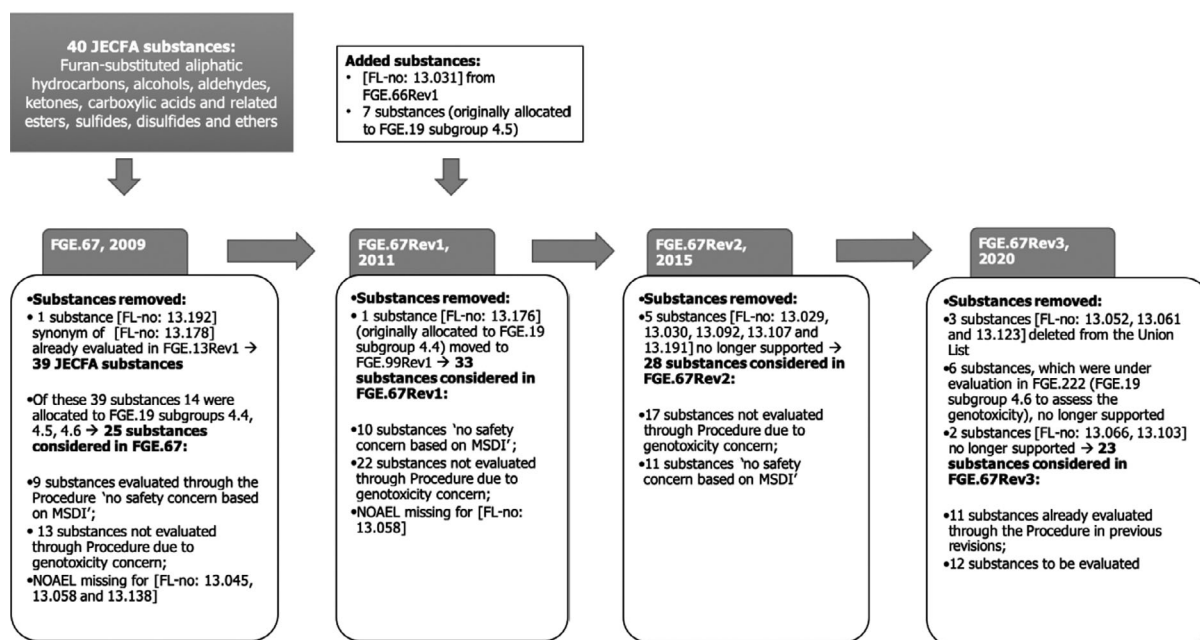 40 JECFA substances:
Furan-substituted aliphatic
hydrocarbons, alcohols, aldehydes,
ketones, carboxylic acids and related
esters, sulfides, disulfides and ethers
Added substances:
• [FL-no: 13.031] from
FGE.66Rev1
• 7 substances (originally allocated
to FGE.19 subgroup 4.5)
FGE.67, 2009
•Substances removed:
• 1 substance [FL-no: 13.192]
synonym of [FL-no: 13.178]
already evaluated in FGE.13Rev1 →
39 JECFA substances
•Of these 39 substances 14 were
allocated to FGE.19 subgroups 4.4,
4.5, 4.6 → 25 substances
considered in FGE.67:
•9 substances evaluated through the
Procedure ‘no safety concern based
on MSDI’;
• 13 substances not evaluated
through Procedure due to
genotoxicity concern;
•NOAEL missing for [FL-no: 13.045,
13.058 and 13.138]
FGE.67Rev1,
2011
•Substances removed:
• 1 substance [FL-no: 13.176]
(originally allocated to FGE.19
subgroup 4.4) moved to
FGE.99Rev1 → 33
substances considered in
FGE.67Rev1:
•10 substances ‘no safety
concern based on MSDI’;
•22 substances not evaluated
through Procedure due to
genotoxicity concern;
•NOAEL missing for [FL-no:
13.058]
FGE.67Rev2,
2015
•Substances removed:
•5 substances [FL-no: 13.029,
13.030, 13.092, 13.107 and
13.191] no longer supported →
28 substances considered in
FGE.67Rev2:
•17 substances not evaluated
through Procedure due to
genotoxicity concern;
•11 substances ‘no safety
concern based on MSDI’
FGE.67Rev3,
2020
•Substances removed:
•3 substances [FL-no: 13.052, 13.061
and 13.123] deleted from the Union
List
•6 substances, which were under
evaluation in FGE.222 (FGE.19
subgroup 4.6 to assess the
genotoxicity), no longer supported
•2 substances [FL-no: 13.066, 13.103]
no longer supported → 23
substances considered in
FGE.67Rev3:
•11 substances already evaluated
through the Procedure in previous
revisions;
•12 substances to be evaluated